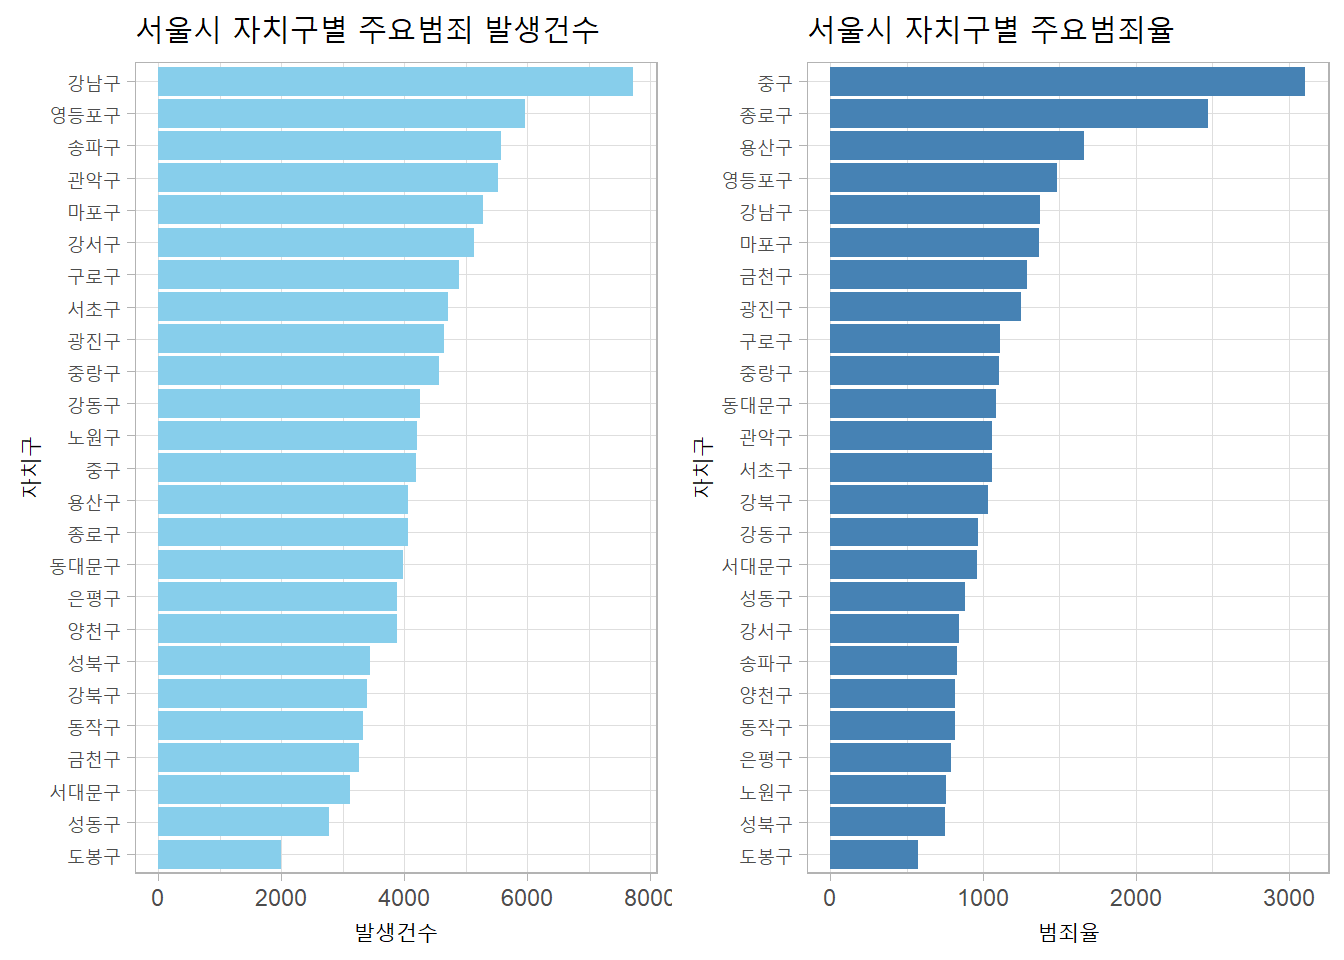 서울시 자치구별 주요범죄 발생건수
자치구
강남구
영등포구
송파구
관악구
마포구
강서구
구로구
서초구
광진구
중랑구
강동구
노원구
중구
용산구
종로구
동대문구
은평구
양천구
성북구
강북구
동작구
금천구
서대문구
성동구
도봉구
0 2000 4000 6000 8000
발생건수
서울시 자치구별 주요범죄율
자치구
중구
종로구
용산구
영등포구
강남구
마포구
금천구
광진구
구로구
중랑구
동대문구
관악구
서초구
강북구
강동구
서대문구
성동구
강서구
송파구
양천구
동작구
은평구
노원구
성북구
도봉구
0 1000 2000 3000
범죄율